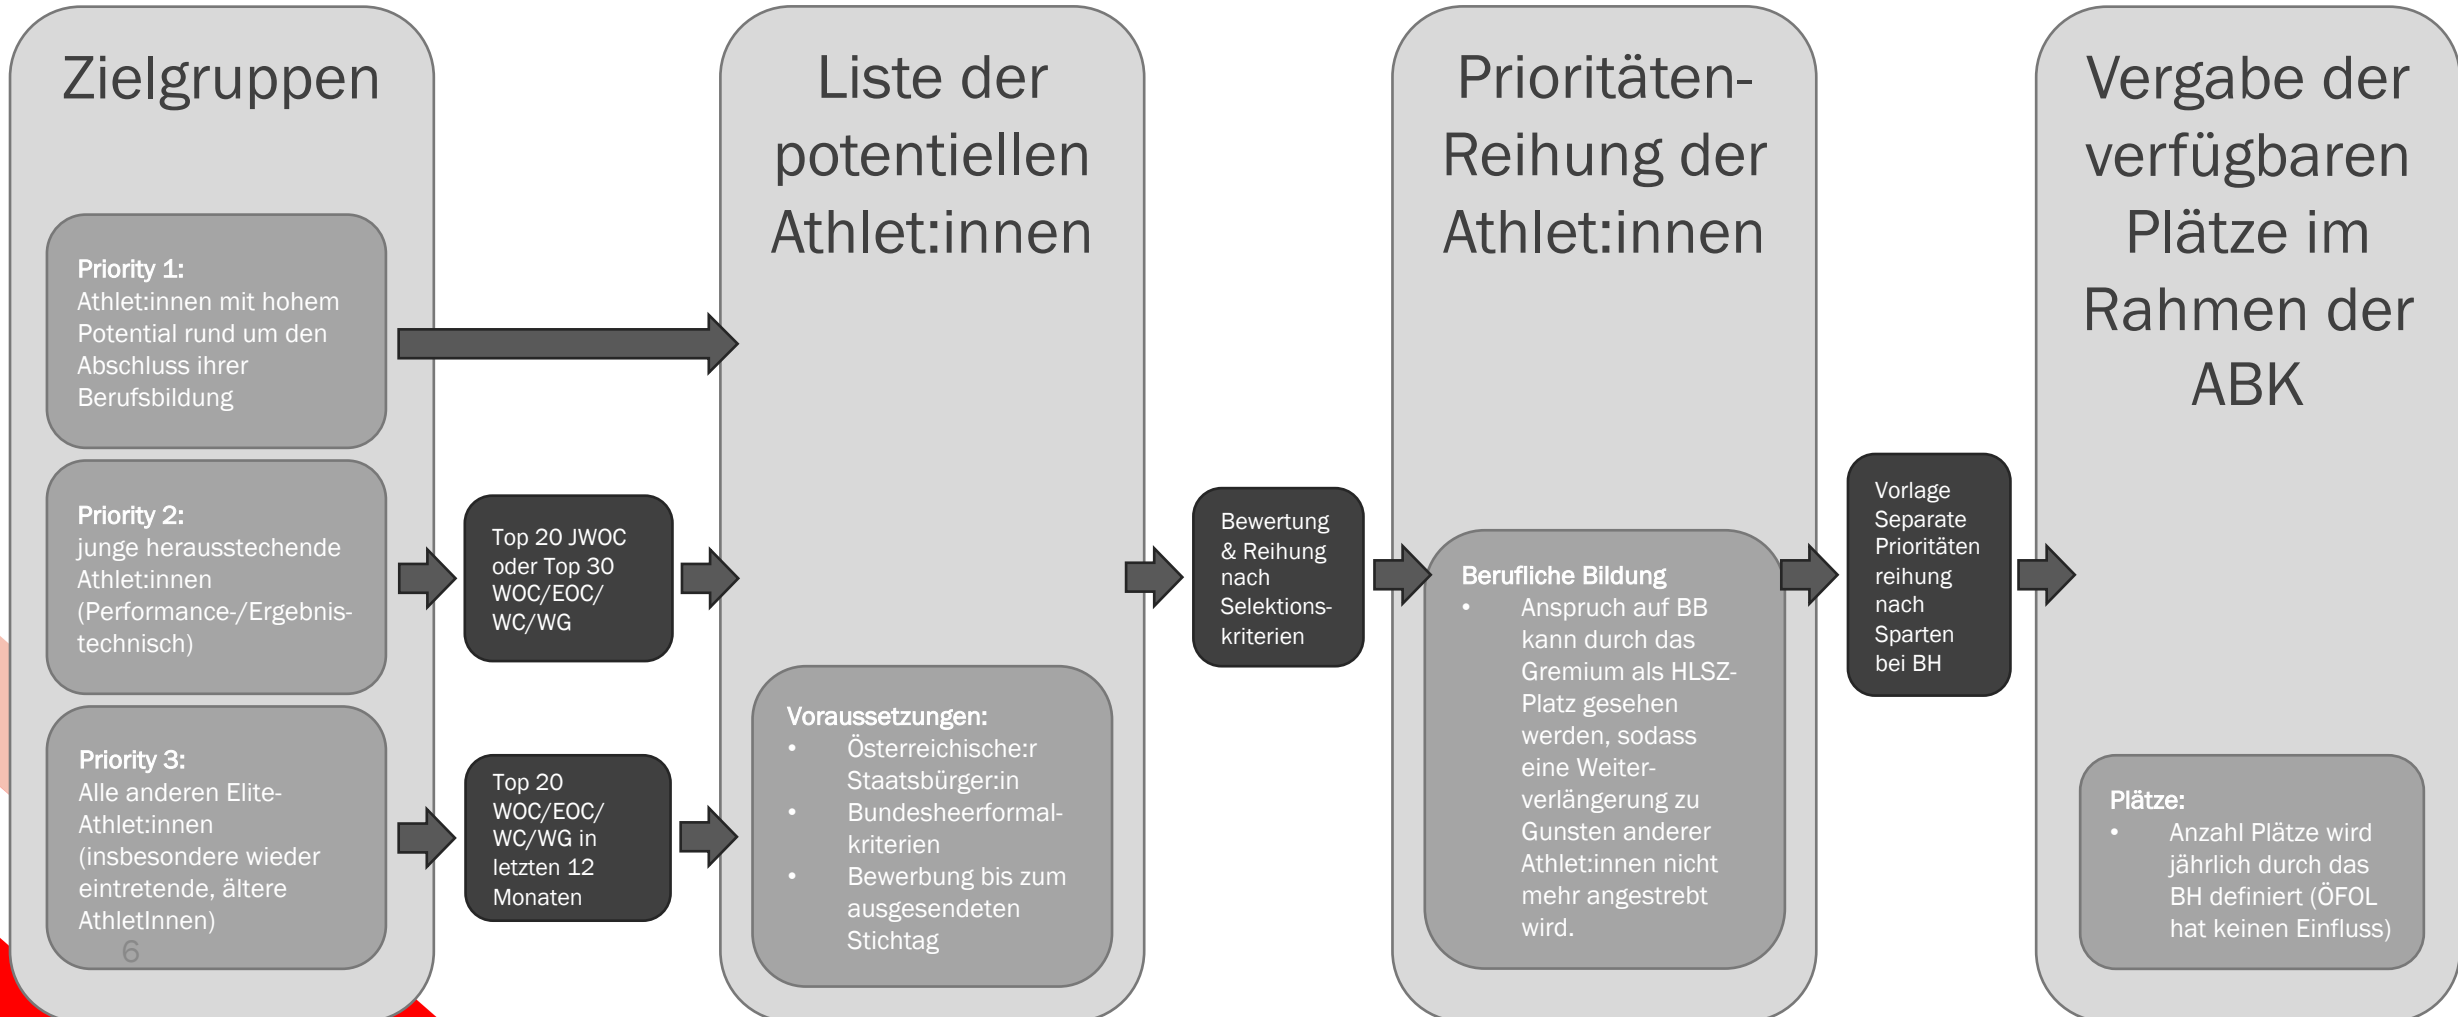 Zielgruppen
Priority 1:
Athlet:innen mit hohem
Potential rund um den
Abschluss ihrer
Berufsbildung
Priority 2:
junge herausstechende
Athlet:innen
(Performance-/Ergebnis-
technisch)
Priority 3:
Alle anderen Elite-
Athlet:innen
(insbesondere wieder
eintretende, ältere
AthletInnen)
6
Top 20 JWOC
oder Top 30
WOC/EOC/
WC/WG
Top 20
WOC/EOC/
WC/WG in
letzten 12
Monaten
Liste der
potentiellen
Athlet:innen
Voraussetzungen:
• Österreichische:r
Staatsbürger:in
• Bundesheerformal-
kriterien
• Bewerbung bis zum
ausgesendeten
Stichtag
Bewertung
& Reihung
nach
Selektions-
kriterien
Prioritäten-
Reihung der
Athlet:innen
Berufliche Bildung
• Anspruch auf BB
kann durch das
Gremium als HLSZ-
Platz gesehen
werden, sodass
eine Weiter-
verlängerung zu
Gunsten anderer
Athlet:innen nicht
mehr angestrebt
wird.
Vorlage
Separate
Prioritäten
reihung
nach
Sparten
bei BH
Vergabe der
verfügbaren
Plätze im
Rahmen der
ABK
Plätze:
• Anzahl Plätze wird
jährlich durch das
BH definiert (ÖFOL
hat keinen Einfluss)